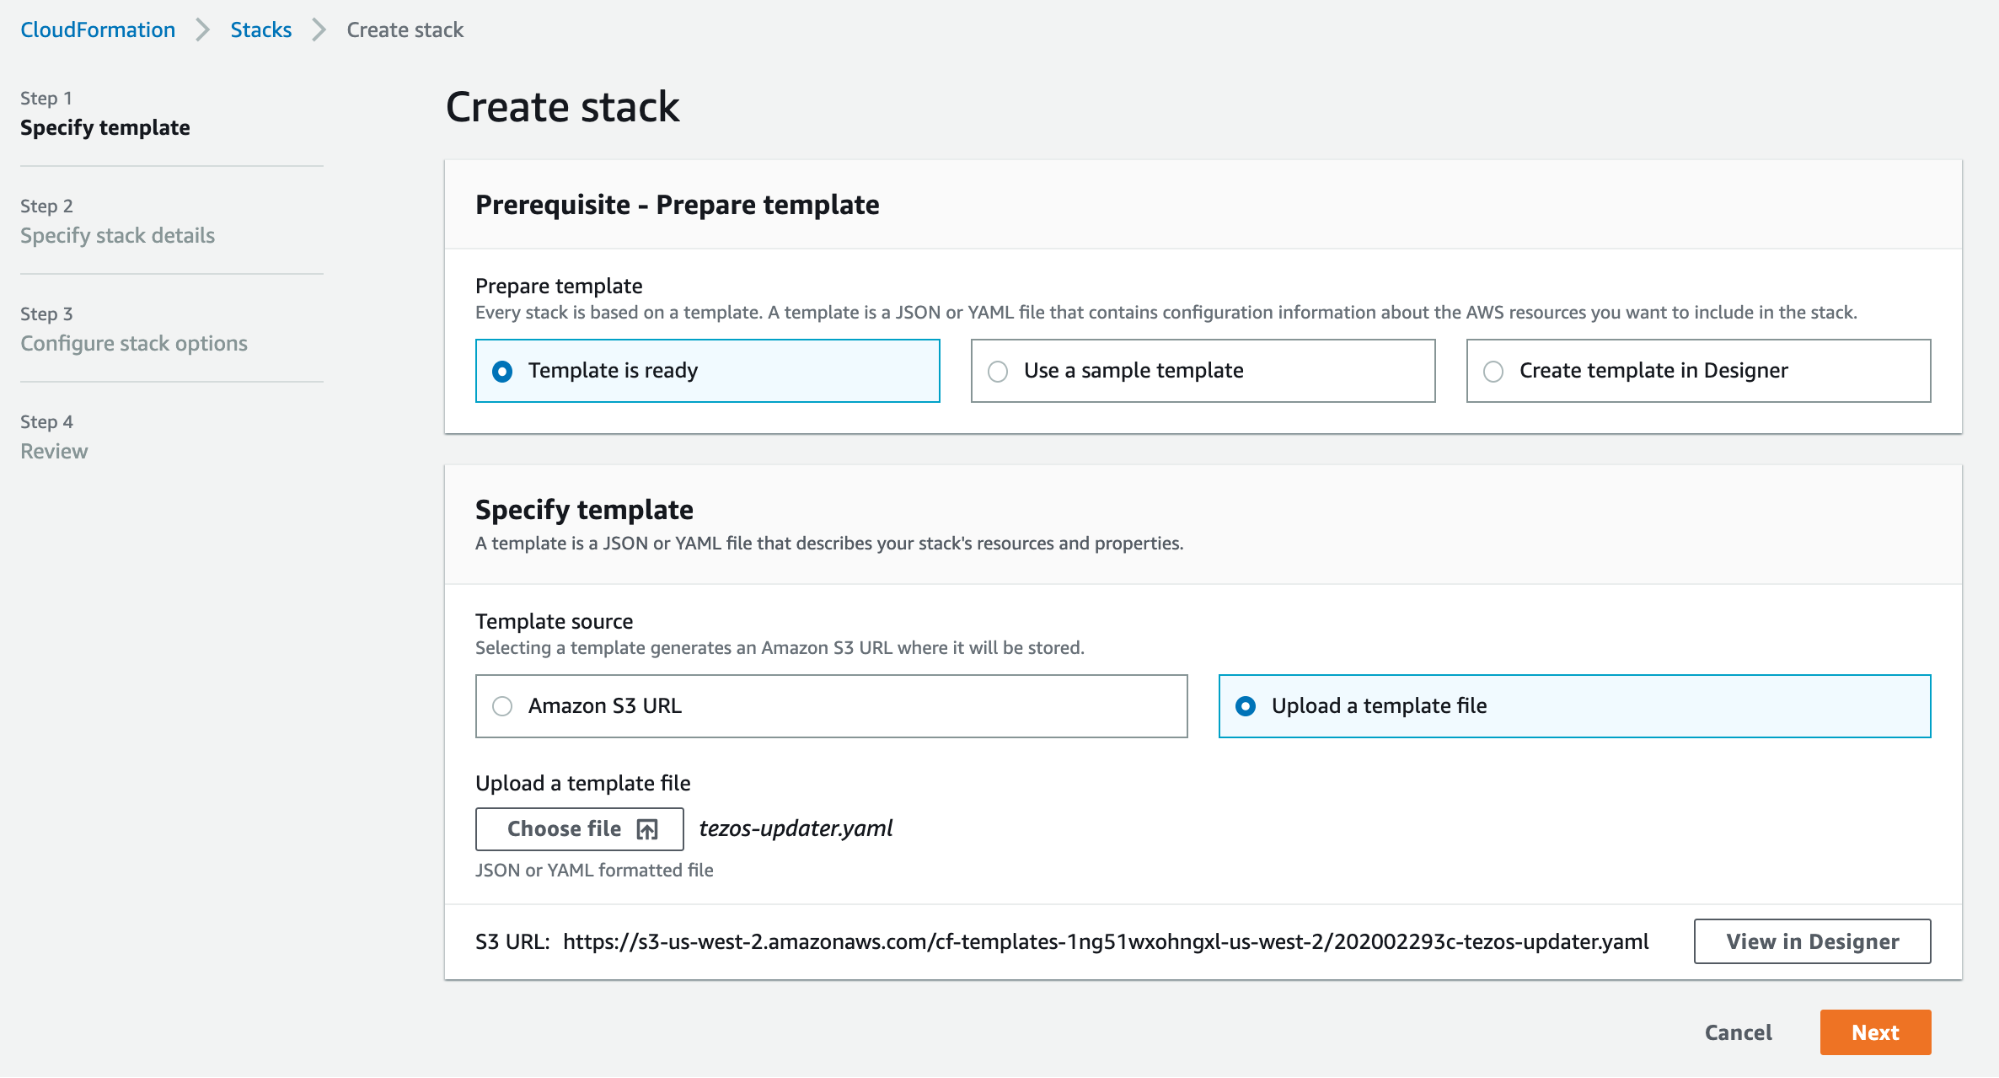 CloudFormation Stacks Create stack
Step 1
Specify template
Step 2
Specify stack details
Step 3
Configure stack options
Step 4
Review
Create stack
Prerequisite - Prepare template
Prepare template
Every stack is based on a template. A template is a JSON or YAML file that contains configuration information about the AWS resources you want to include in the stack.
Template is ready
Use a sample template
Create template in Designer
Specify template
A template is a JSON or YAML file that describes your stack's resources and properties.
Template source
Selecting a template generates an Amazon S3 URL where it will be stored.
Amazon S3 URL
Upload a template file
Upload a template file
Choose file tezos-updater.yaml
JSON or YAML formatted file
S3 URL: https://s3-us-west-2.amazonaws.com/cf-templates-1ng51wxohngxl-us-west-2/202002293c-tezos-updater.yaml
View in Designer
Cancel
Next